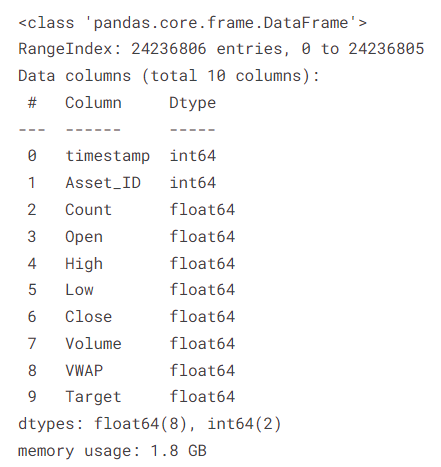 <class 'pandas.core.frame.DataFrame'>
RangeIndex: 24236806 entries, 0 to 24236805
Data columns (total 10 columns):
 #   Column     Dtype
---  ------     -----
 0   timestamp  int64
 1   Asset_ID   int64
 2   Count      float64
 3   Open       float64
 4   High       float64
 5   Low        float64
 6   Close      float64
 7   Volume     float64
 8   VWAP       float64
 9   Target     float64
dtypes: float64(8), int64(2)
memory usage: 1.8 GB